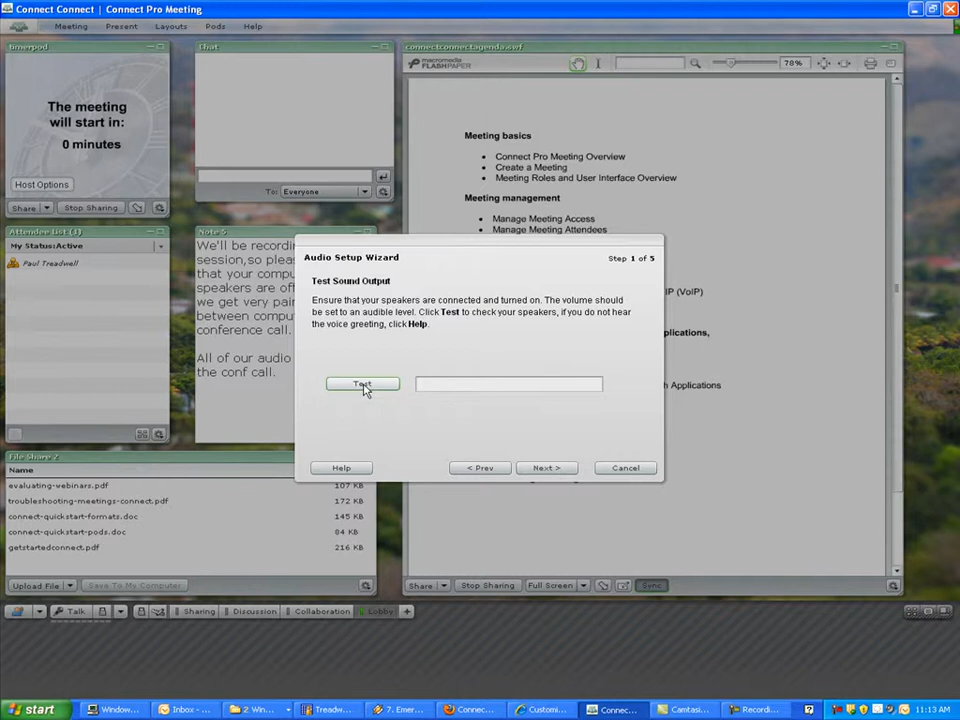 Connect Connect | Connect Pro Meeting
Meeting Present Layouts Pods Help
timerpod
The meeting
will start in:
0 minutes
Host Options
Share Stop Sharing
Chat
To: Everyone
connectconnectagenda.swf
macromedia
FLASHPAPER
78%
Meeting basics
• Connect Pro Meeting Overview
• Create a Meeting
• Meeting Roles and User Interface Overview
Meeting management
• Manage Meeting Access
• Manage Meeting Attendees
IP (VoIP)
plications,
h Applications
Attendee List (1)
My Status:Active
Paul Treadwell
Note 5
We'll be recordin
session,so pleas
that your compu
speakers are off
we get very pain
between compu
conference call.
All of our audio
the conf call.
Audio Setup Wizard
Step 1 of 5
Test Sound Output
Ensure that your speakers are connected and turned on. The volume should
be set to an audible level. Click Test to check your speakers, if you do not hear
the voice greeting, click Help.
Test
Help < Prev Next > Cancel
File Share 2
Name
evaluating-webinars.pdf 107 KB
troubleshooting-meetings-connect.pdf 172 KB
connect-quickstart-formats.doc 145 KB
connect-quickstart-pods.doc 84 KB
getstartedconnect.pdf 216 KB
Upload File Save To My Computer
Share Stop Sharing Full Screen Sync
Talk Sharing Discussion Collaboration Lobby
start Window... Inbox - ... 2 Win... Treadw... 7. Emer... Connec... Customi... Connec... Camtasi... Recordi... 11:13 AM